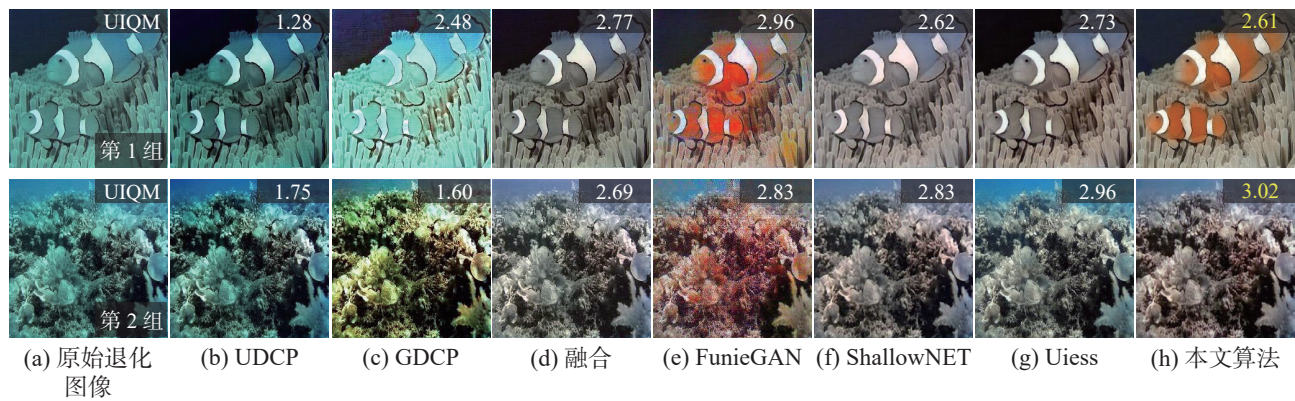 UIQM 1.28 2.48 2.77 2.96 2.62 2.73 2.61
第 1 组
UIQM 1.75 1.60 2.69 2.83 2.83 2.96 3.02
第 2 组
(a) 原始退化 (b) UDCP (c) GDCP (d) 融合 (e) FunieGAN (f) ShallowNET (g) Uiess (h) 本文算法
图像